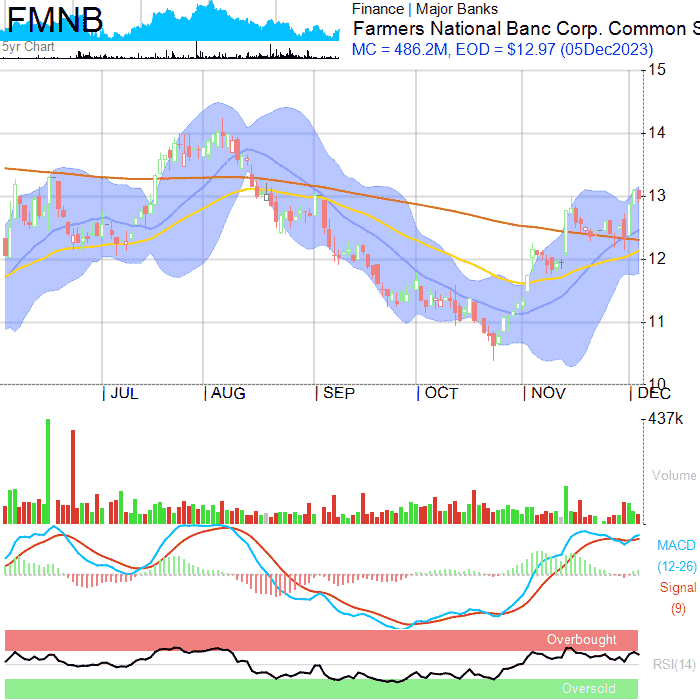 FMNB
5yr Chart
Finance | Major Banks
Farmers National Banc Corp. Common S
MC = 486.2M, EOD = $12.97 (05Dec2023)
15
14
13
12
11
10
JUL
AUG
SEP
OCT
NOV
DEC
437k
Volume
MACD
(12-26)
Signal
(9)
Overbought
RSI(14)
Oversold